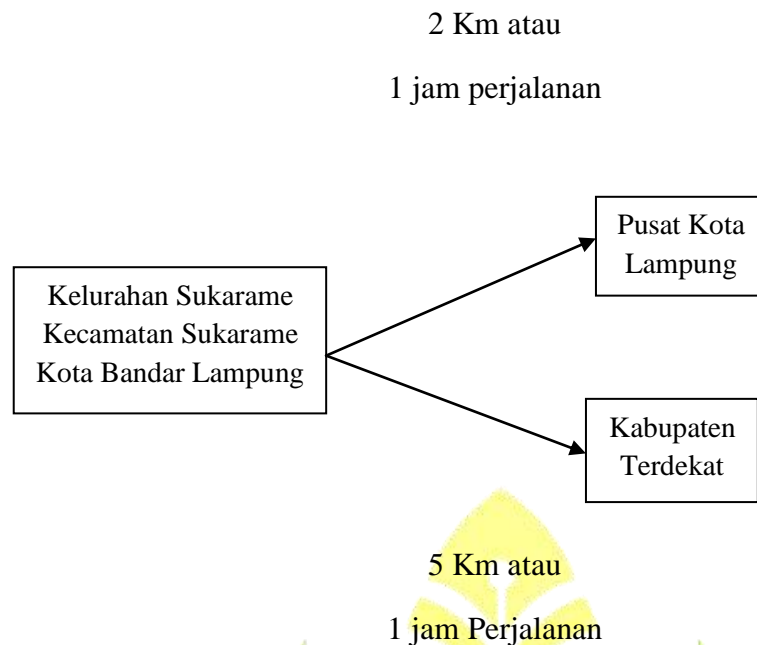 2 Km atau
1 jam perjalanan
Pusat Kota
Lampung
Kelurahan Sukarame
Kecamatan Sukarame
Kota Bandar Lampung
Kabupaten
Terdekat
5 Km atau
1 jam Perjalanan